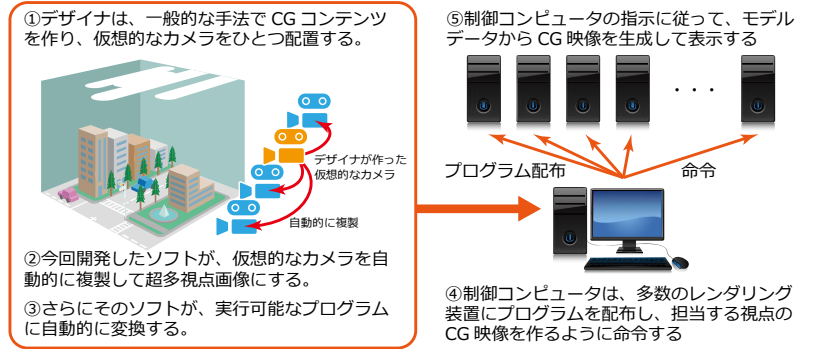 ①デザイナは、一般的な手法で CG コンテンツ
を作り、仮想的なカメラをひとつ配置する。
デザイナが作った
仮想的なカメラ
自動的に複製
②今回開発したソフトが、仮想的なカメラを自
動的に複製して超多視点画像にする。
③さらにそのソフトが、実行可能なプログラム
に自動的に変換する。
⑤制御コンピュータの指示に従って、モデル
データから CG 映像を生成して表示する
・・・
プログラム配布
命令
④制御コンピュータは、多数のレンダリング
装置にプログラムを配布し、担当する視点の
CG 映像を作るように命令する